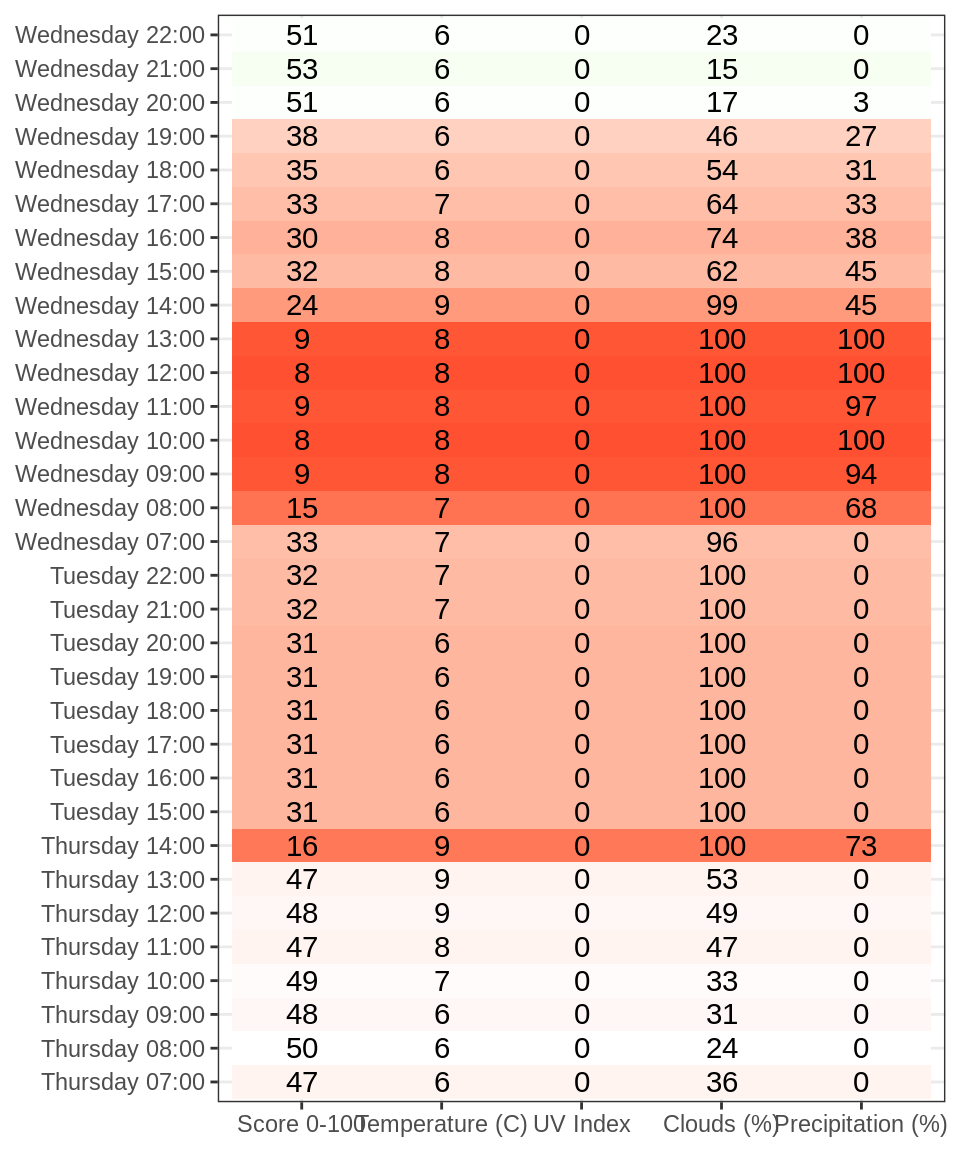 Wednesday 22:00 51 6 0 23 0
Wednesday 21:00 53 6 0 15 0
Wednesday 20:00 51 6 0 17 3
Wednesday 19:00 38 6 0 46 27
Wednesday 18:00 35 6 0 54 31
Wednesday 17:00 33 7 0 64 33
Wednesday 16:00 30 8 0 74 38
Wednesday 15:00 32 8 0 62 45
Wednesday 14:00 24 9 0 99 45
Wednesday 13:00 9 8 0 100 100
Wednesday 12:00 8 8 0 100 100
Wednesday 11:00 9 8 0 100 97
Wednesday 10:00 8 8 0 100 100
Wednesday 09:00 9 8 0 100 94
Wednesday 08:00 15 7 0 100 68
Wednesday 07:00 33 7 0 96 0
Tuesday 22:00 32 7 0 100 0
Tuesday 21:00 32 7 0 100 0
Tuesday 20:00 31 6 0 100 0
Tuesday 19:00 31 6 0 100 0
Tuesday 18:00 31 6 0 100 0
Tuesday 17:00 31 6 0 100 0
Tuesday 16:00 31 6 0 100 0
Tuesday 15:00 31 6 0 100 0
Thursday 14:00 16 9 0 100 73
Thursday 13:00 47 9 0 53 0
Thursday 12:00 48 9 0 49 0
Thursday 11:00 47 8 0 47 0
Thursday 10:00 49 7 0 33 0
Thursday 09:00 48 6 0 31 0
Thursday 08:00 50 6 0 24 0
Thursday 07:00 47 6 0 36 0
Score 0-100 Temperature (C) UV Index Clouds (%) Precipitation (%)